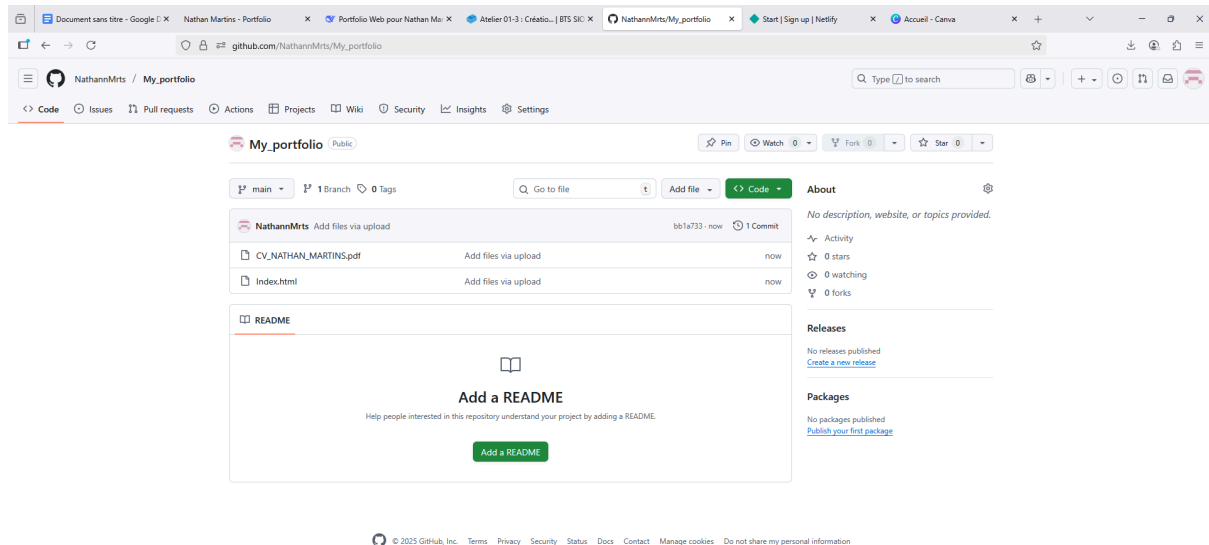 Document sans titre - Google D
Nathan Martins - Portfolio
Portfolio Web pour Nathan Mar
Atelier 01-3 : Créatio... | BTS SIO
NathannMrts/My_portfolio
Start | Sign up | Netlify
Accueil - Canva
github.com/NathannMrts/My_portfolio
NathannMrts / My_portfolio
Type / to search
Code Issues Pull requests Actions Projects Wiki Security Insights Settings
My_portfolio Public
Pin Watch 0 Fork 0 Star 0
main 1 Branch 0 Tags
Go to file t
Add file
Code
NathannMrts Add files via upload bb1a733 · now 1 Commit
CV_NATHAN_MARTINS.pdf Add files via upload now
Index.html Add files via upload now
README
Add a README
Help people interested in this repository understand your project by adding a README.
Add a README
About
No description, website, or topics provided.
Activity
0 stars
0 watching
0 forks
Releases
No releases published
Create a new release
Packages
No packages published
Publish your first package
© 2025 GitHub, Inc. Terms Privacy Security Status Docs Contact Manage cookies Do not share my personal information